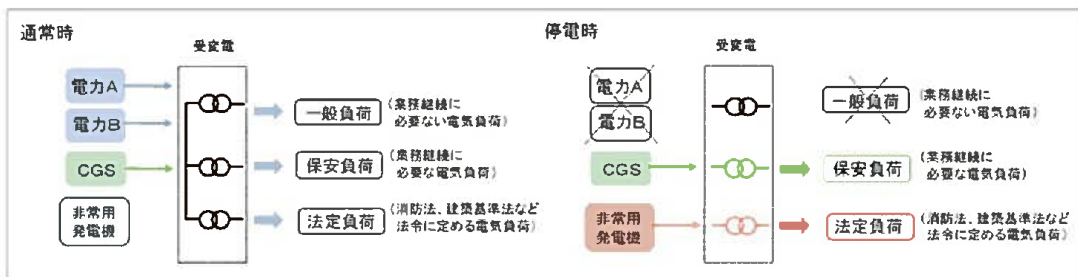 通常時
受変電
電力A
電力B
CGS
非常用
発電機
一般負荷
(業務継続に
必要ない電気負荷)
保安負荷
(業務継続に
必要な電気負荷)
法定負荷
(消防法、建築基準法など
法令に定める電気負荷)
停電時
受変電
電力A
電力B
CGS
非常用
発電機
一般負荷
(業務継続に
必要ない電気負荷)
保安負荷
(業務継続に
必要な電気負荷)
法定負荷
(消防法、建築基準法など
法令に定める電気負荷)